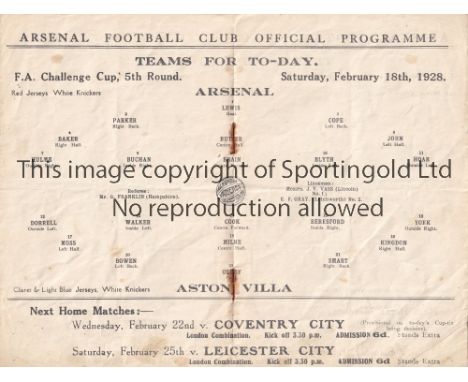 ARSENAL FOOTBALL CLUB OFFICIAL PROGRAMME
TEAMS FOR TO-DAY.
F.A. Challenge Cup, 5th Round. Saturday, February 18th, 1928.
Red Jerseys White Knickers ARSENAL
LEWIS
Goal.
PARKER COPE
Right Back. Left Back.
BAKER BUTLER JOHN
Right Half. Centre Half. Left Half.
HULME BUCHAN BRAIN BLYTH HOAR
This image copyright of Sportingold Ltd
Referee: Linesmen:
Mr. G. FRANKLIN (Hampshire). Messrs. J. V. VASS (Lincoln)
No reproduction allowed
DORRELL WALKER COOK BERESFORD YORK
Outside Left. Inside Left. Centre Forward. Inside Right. Outside Right.
MOSS MILNE KINGDON
Left Half. Centre Half. Right Half.
BOWEN SMART
Left Back. Right Back.
OLNEY
Claret & Light Blue Jerseys, White Knickers ASTON VILLA
Next Home Matches:—
Wednesday, February 22nd v. COVENTRY CITY
London Combination. Kick off 3.30 p.m. ADMISSION 6d. Stands Extra
Saturday, February 25th v. LEICESTER CITY
London Combination. Kick off 3.30 p.m. ADMISSION 6d. Stands Extra